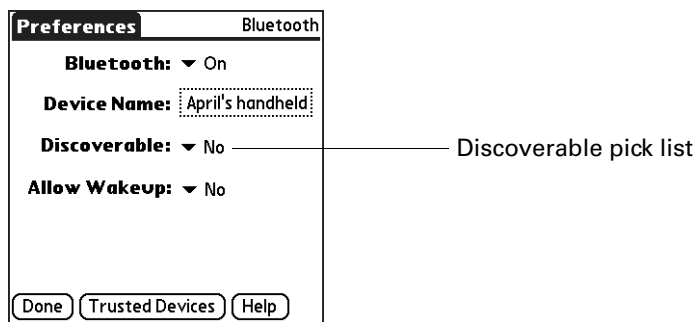 Preferences Bluetooth
Bluetooth: On
Device Name: April's handheld
Discoverable: No
Discoverable pick list
Allow Wakeup: No
Done Trusted Devices Help